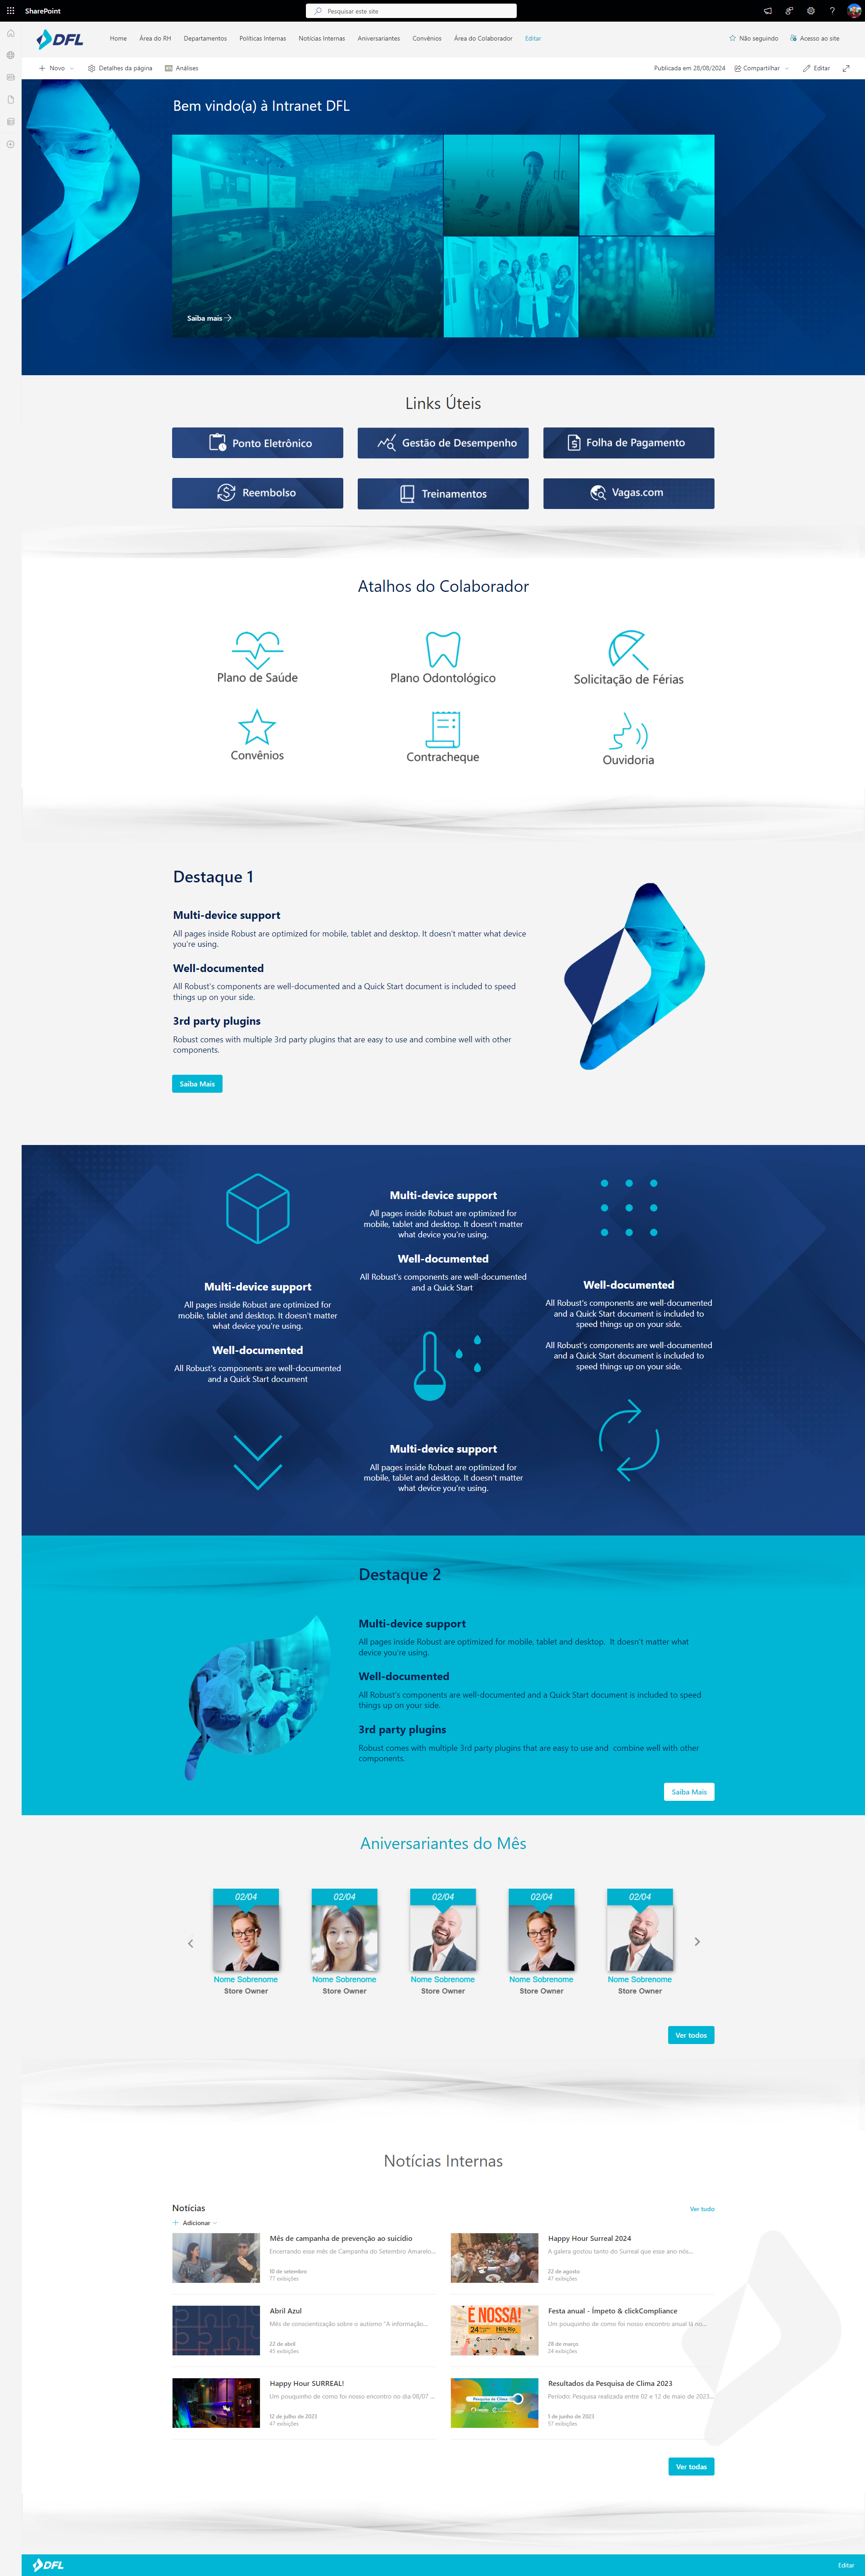 SharePoint
Pesquisar este site
DFL
Home Área do RH Departamentos Políticas Internas Notícias Internas Aniversariantes Convênios Área do Colaborador Editar
Não seguindo Acesso ao site
Novo Detalhes da página Análises
Publicada em 28/08/2024 Compartilhar Editar
Bem vindo(a) à Intranet DFL
Saiba mais
Links Úteis
Ponto Eletrônico
Gestão de Desempenho
Folha de Pagamento
Reembolso
Treinamentos
Vagas.com
Atalhos do Colaborador
Plano de Saúde
Plano Odontológico
Solicitação de Férias
Convênios
Contracheque
Ouvidoria
Destaque 1
Multi-device support
All pages inside Robust are optimized for mobile, tablet and desktop. It doesn't matter what device
you're using.
Well-documented
All Robust's components are well-documented and a Quick Start document is included to speed
things up on your side.
3rd party plugins
Robust comes with multiple 3rd party plugins that are easy to use and combine well with other
components.
Saiba Mais
Multi-device support
All pages inside Robust are optimized for
mobile, tablet and desktop. It doesn't matter
what device you're using.
Well-documented
All Robust's components are well-documented
and a Quick Start document
Multi-device support
All pages inside Robust are optimized for
mobile, tablet and desktop. It doesn't matter
what device you're using.
Well-documented
All Robust's components are well-documented
and a Quick Start
Multi-device support
All pages inside Robust are optimized for
mobile, tablet and desktop. It doesn't matter
what device you're using.
Well-documented
All Robust's components are well-documented
and a Quick Start document is included to
speed things up on your side.
All Robust's components are well-documented
and a Quick Start document is included to
speed things up on your side.
Destaque 2
Multi-device support
All pages inside Robust are optimized for mobile, tablet and desktop. It doesn't matter what
device you're using.
Well-documented
All Robust's components are well-documented and a Quick Start document is included to speed
things up on your side.
3rd party plugins
Robust comes with multiple 3rd party plugins that are easy to use and combine well with other
components.
Saiba Mais
Aniversariantes do Mês
02/04
Nome Sobrenome
Store Owner
02/04
Nome Sobrenome
Store Owner
02/04
Nome Sobrenome
Store Owner
02/04
Nome Sobrenome
Store Owner
02/04
Nome Sobrenome
Store Owner
Ver todos
Notícias Internas
Notícias
Ver tudo
Adicionar
Mês de campanha de prevenção ao suicídio
Encerrando esse mês de Campanha do Setembro Amarelo...
10 de setembro
77 exibições
Happy Hour Surreal 2024
A galera gostou tanto do Surreal que esse ano nós...
22 de agosto
47 exibições
Abril Azul
Mês de conscientização sobre o autismo "A informação...
22 de abril
45 exibições
É NOSSA!
24
Hills Rio
Festa anual - Ímpeto & clickCompliance
Um pouquinho de como foi nosso encontro anual lá no...
28 de março
24 exibições
Happy Hour SURREAL!
Um pouquinho de como foi nosso encontro no dia 08/07 ...
12 de julho de 2023
47 exibições
Pesquisa de Clima
Resultados da Pesquisa de Clima 2023
Período: Pesquisa realizada entre 02 e 12 de maio de 2023...
1 de junho de 2023
57 exibições
Ver todas
DFL
Editar